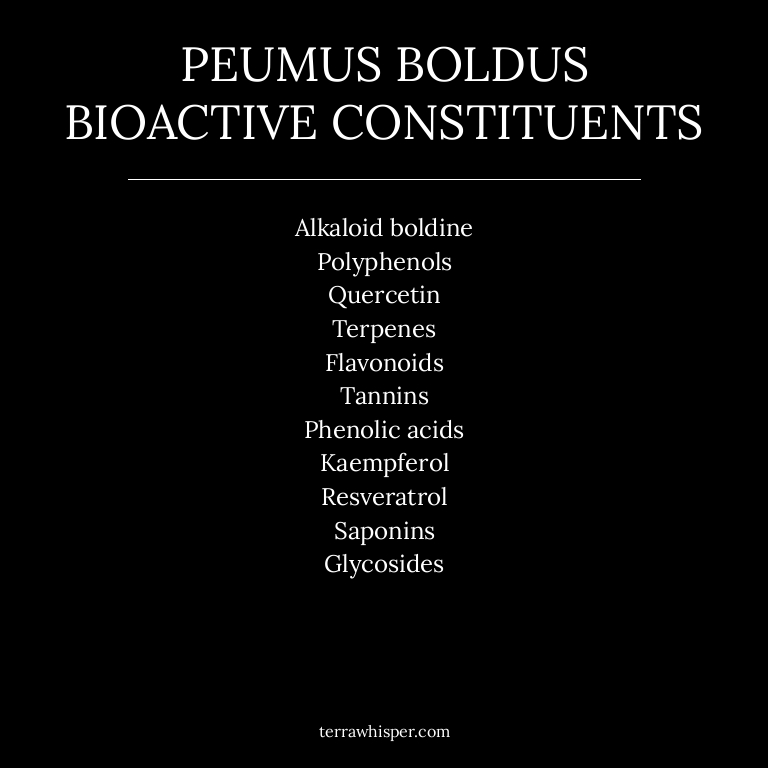 PEUMUS BOLDUS
BIOACTIVE CONSTITUENTS
Alkaloid boldine
Polyphenols
Quercetin
Terpenes
Flavonoids
Tannins
Phenolic acids
Kaempferol
Resveratrol
Saponins
Glycosides
terrawhisper.com